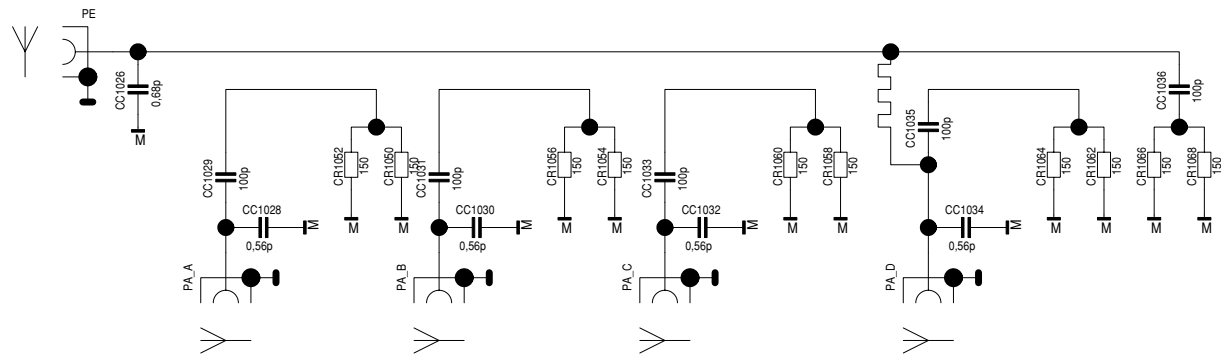 PE
CC1026
0,68p
M
CC1029
100p
CR1052
150
CR1050
150
M
M
CC1028
0,56p
M
PA_A
CC1031
100p
CR1056
150
CR1054
150
M
M
CC1030
0,56p
M
PA_B
CC1033
100p
CR1060
150
CR1058
150
M
M
CC1032
0,56p
M
PA_C
CC1035
100p
CR1064
150
CR1062
150
M
M
CC1034
0,56p
M
PA_D
CC1036
100p
CR1066
150
CR1068
150
M
M